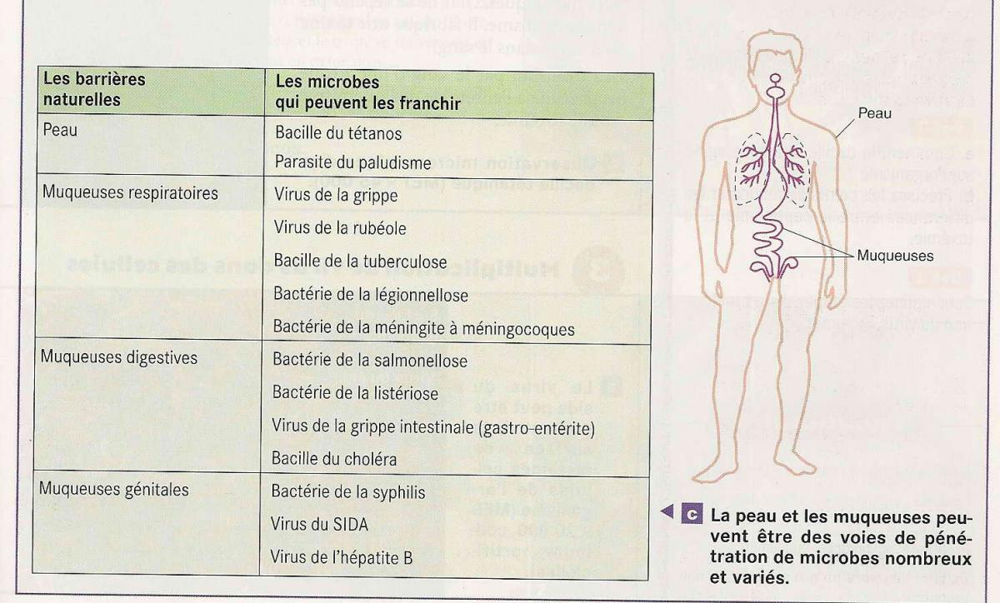 Les barrières naturelles
Les microbes qui peuvent les franchir
Peau
Bacille du tétanos
Parasite du paludisme
Muqueuses respiratoires
Virus de la grippe
Virus de la rubéole
Bacille de la tuberculose
Bactérie de la légionnellose
Bactérie de la méningite à méningocoques
Muqueuses digestives
Bactérie de la salmonellose
Bactérie de la listériose
Virus de la grippe intestinale (gastro-entérite)
Bacille du choléra
Muqueuses génitales
Bactérie de la syphilis
Virus du SIDA
Virus de l'hépatite B
Peau
Muqueuses
c La peau et les muqueuses peu-
vent être des voies de péné-
tration de microbes nombreux
et variés.